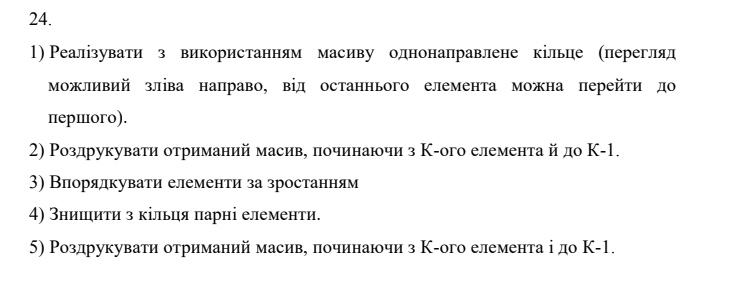 24.
1) Реалізувати з використанням масиву однонаправлене кільце (перегляд
можливий зліва направо, від останнього елемента можна перейти до
першого).
2) Роздрукувати отриманий масив, починаючи з К-ого елемента й до К-1.
3) Впорядкувати елементи за зростанням
4) Знищити з кільця парні елементи.
5) Роздрукувати отриманий масив, починаючи з К-ого елемента і до К-1.